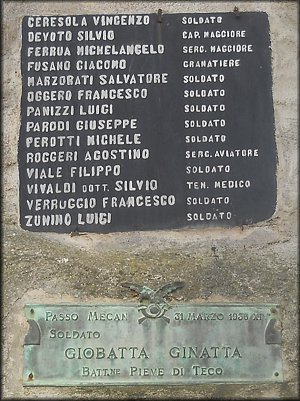 CERESOLA VINCENZO SOLDATO
DEVOTO SILVIO CAP. MAGGIORE
FERRUA MICHELANGELO SERG. MAGGIORE
FUSANO GIACOMO GRANATIERE
MARZORATI SALVATORE SOLDATO
OGGERO FRANCESCO SOLDATO
PANIZZI LUIGI SOLDATO
PARODI GIUSEPPE SOLDATO
PEROTTI MICHELE SOLDATO
ROGGERI AGOSTINO SERG. AVIATORE
VIALE FILIPPO SOLDATO
VIVALDI DOTT. SILVIO TEN. MEDICO
VERRUGGIO FRANCESCO SOLDATO
ZUNINO LUIGI SOLDATO
PASSO MECAN 31 MARZO 1936
SOLDATO
GIOBATTA GINATTA
BATT.NE PIEVE DI TECO